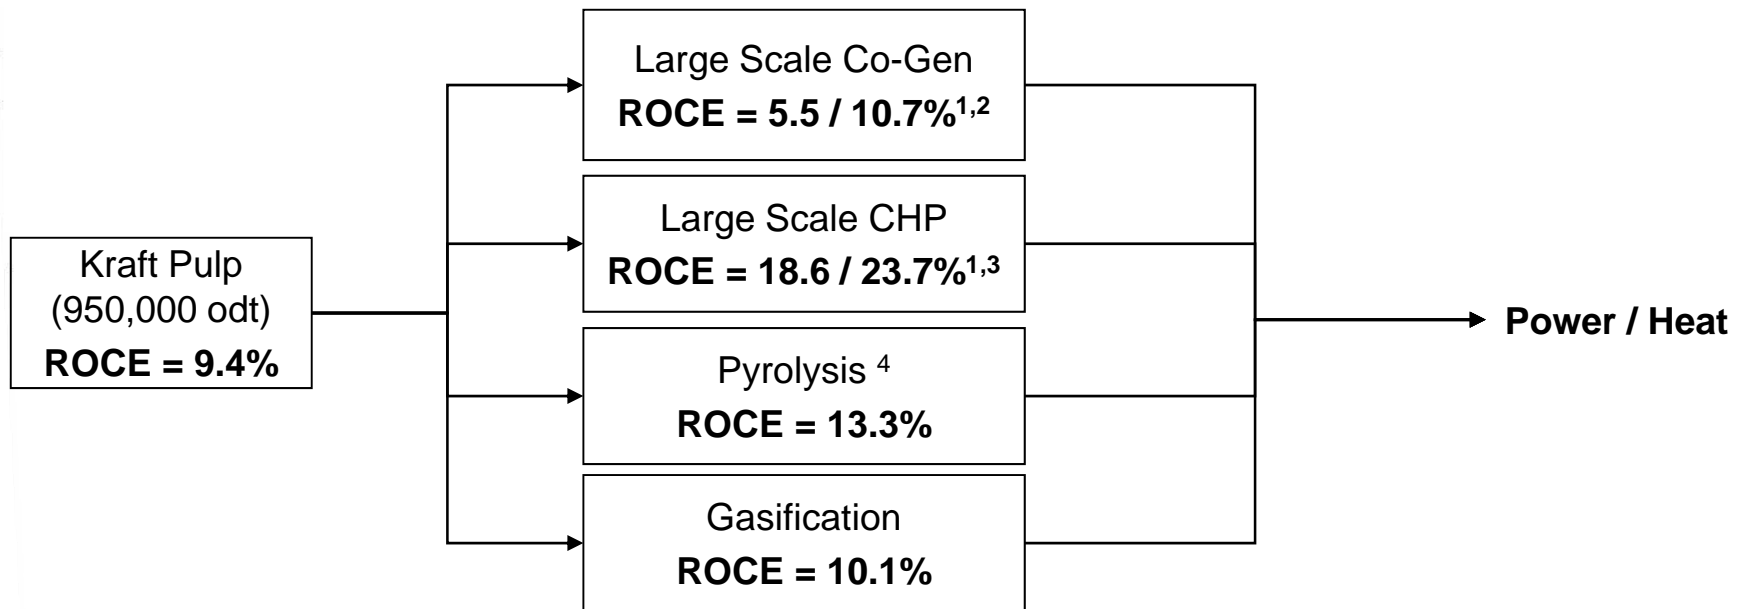 Kraft Pulp
(950,000 odt)
ROCE = 9.4%
Large Scale Co-Gen
ROCE = 5.5 / 10.7%¹,²
Large Scale CHP
ROCE = 18.6 / 23.7%¹,³
Pyrolysis ⁴
ROCE = 13.3%
Gasification
ROCE = 10.1%
Power / Heat